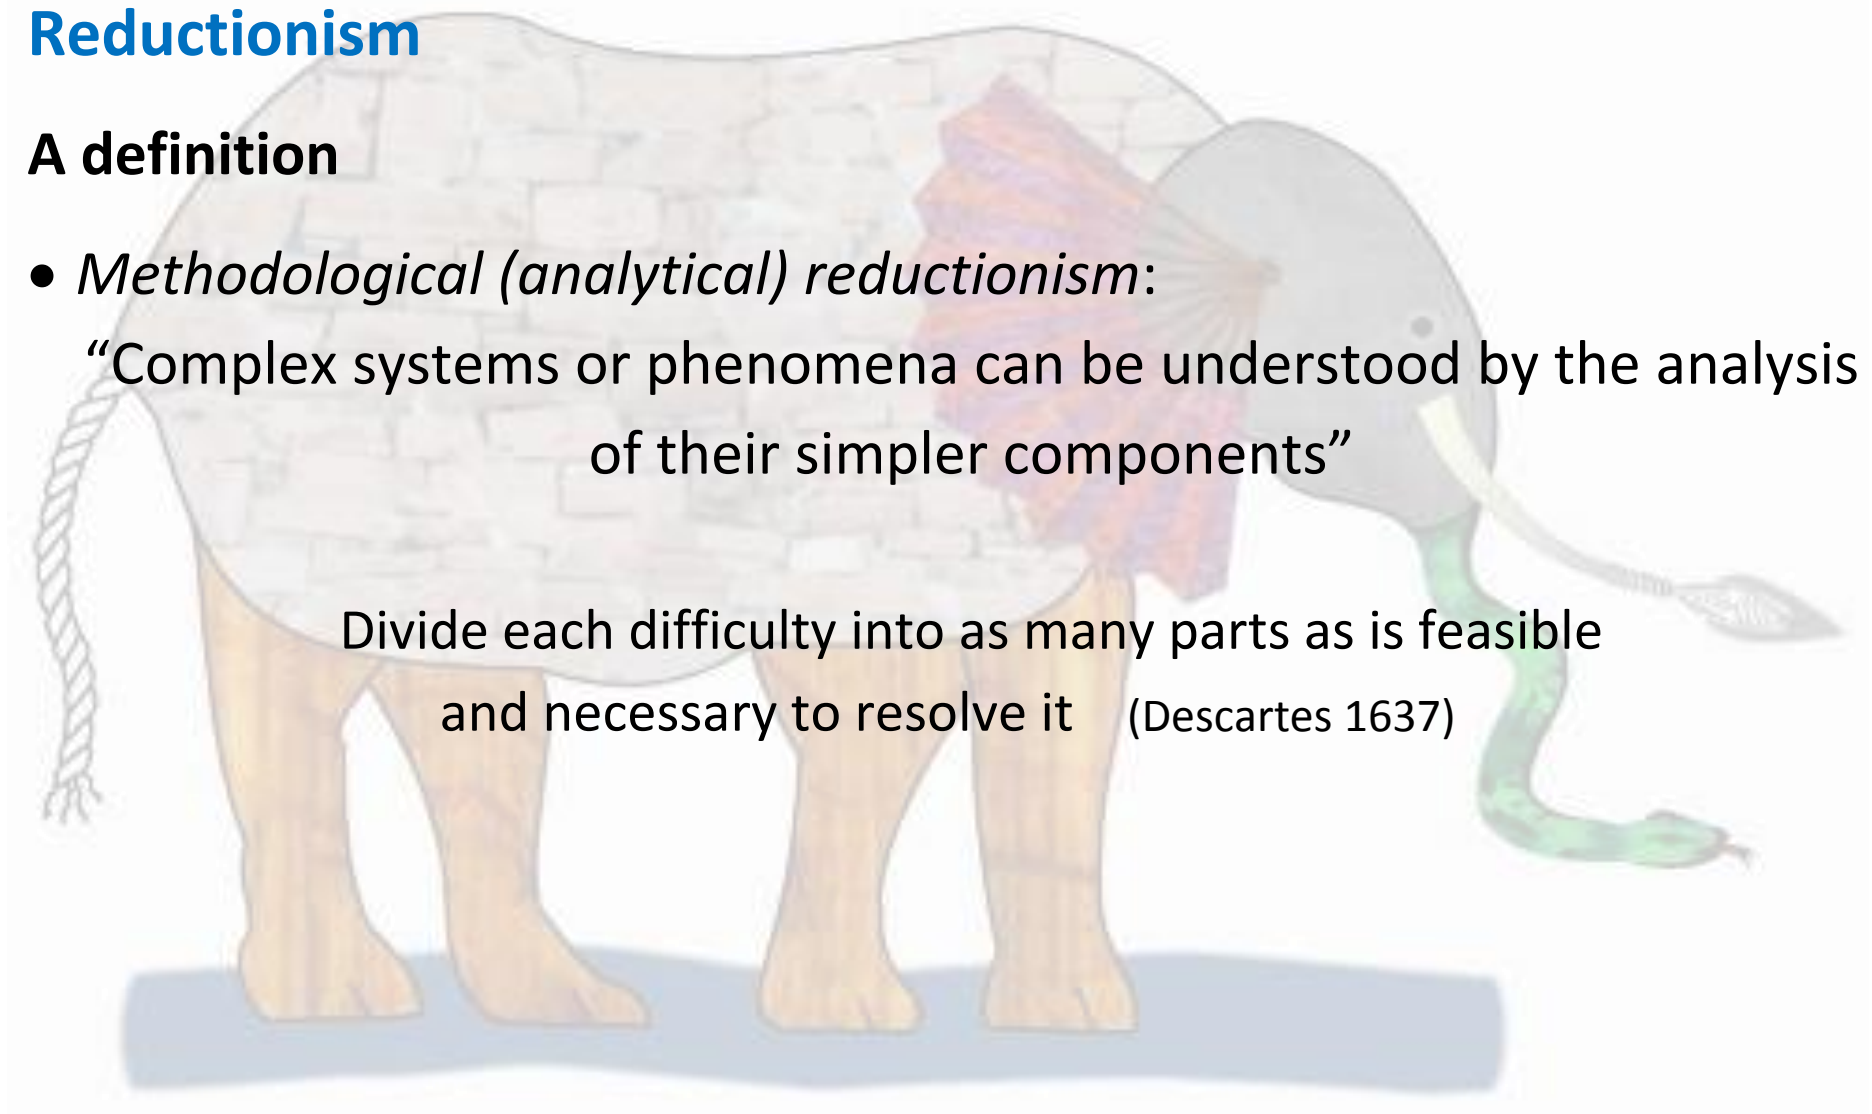 Reductionism
A definition
• Methodological (analytical) reductionism:
“Complex systems or phenomena can be understood by the analysis
of their simpler components”
Divide each difficulty into as many parts as is feasible
and necessary to resolve it (Descartes 1637)